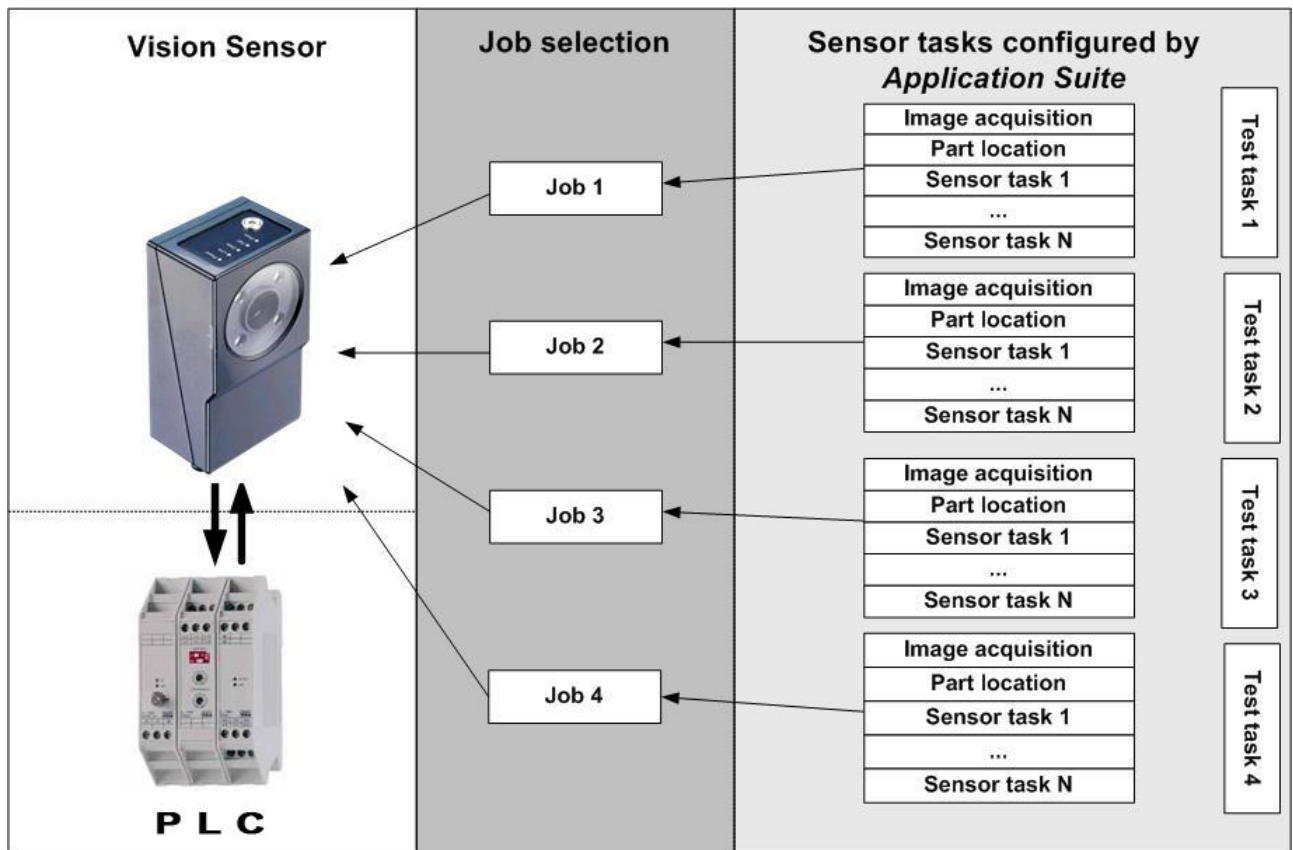 Vision Sensor
Job selection
Sensor tasks configured by
Application Suite
Job 1
Job 2
Job 3
Job 4
Image acquisition
Part location
Sensor task 1
...
Sensor task N
Test task 1
Image acquisition
Part location
Sensor task 1
...
Sensor task N
Test task 2
Image acquisition
Part location
Sensor task 1
...
Sensor task N
Test task 3
Image acquisition
Part location
Sensor task 1
...
Sensor task N
Test task 4
P L C